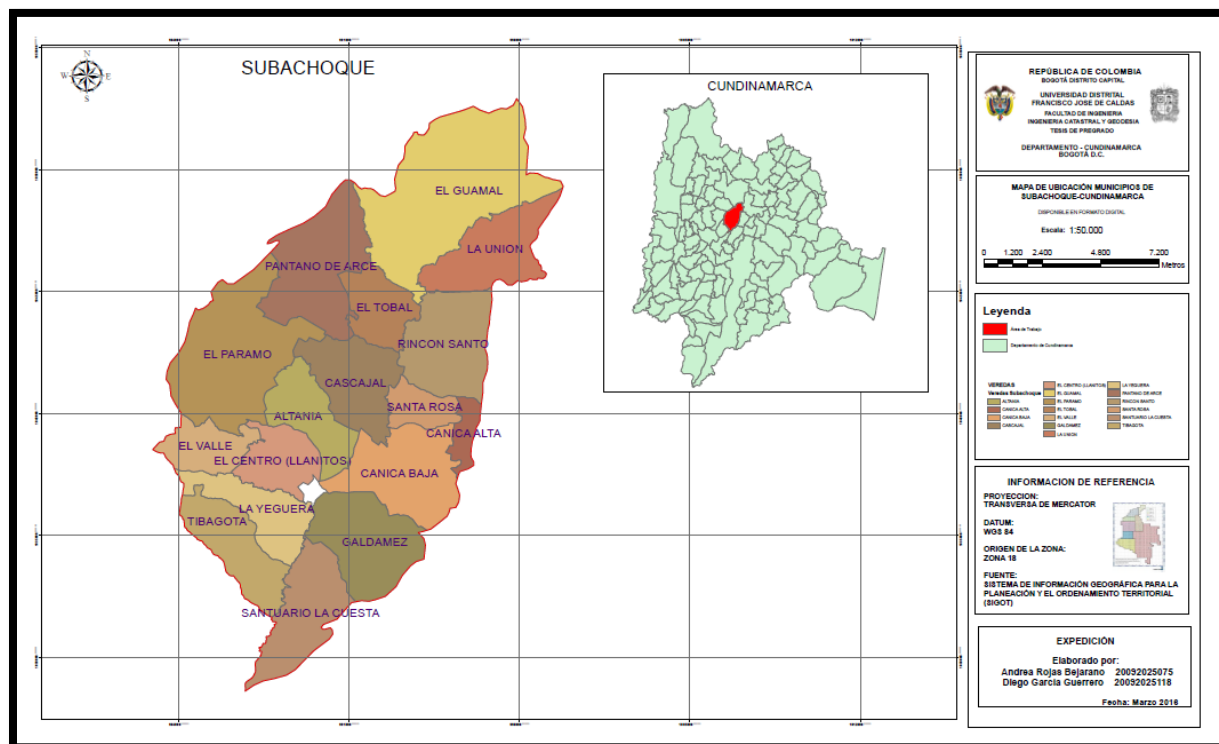 SUBACHOQUE
N
W E
S
EL GUAMAL
LA UNION
PANTANO DE ARCE
EL TOBAL
RINCON SANTO
EL PARAMO
CASCAJAL
SANTA ROSA
ALTANIA
CANICA ALTA
EL VALLE
EL CENTRO (LLANITOS)
CANICA BAJA
LA YEGUERA
TIBAGOTA
GALDAMEZ
SANTUARIO LA CUESTA
CUNDINAMARCA
REPÚBLICA DE COLOMBIA
BOGOTÁ DISTRITO CAPITAL
UNIVERSIDAD DISTRITAL
FRANCISCO JOSE DE CALDAS
FACULTAD DE INGENIERIA
INGENIERIA CATASTRAL Y GEODESIA
TESIS DE PREGRADO
DEPARTAMENTO - CUNDINAMARCA
BOGOTÁ D.C.
MAPA DE UBICACIÓN MUNICIPIOS DE
SUBACHOQUE-CUNDINAMARCA
DISPONIBLE EN FORMATO DIGITAL
Escala: 1:50.000
0 1.200 2.400 4.800 7.200
Metros
Leyenda
Area de Trabajo
Departamento de Cundinamarca
VEREDAS
Veredas Subachoque
ALTANIA
CANICA ALTA
CANICA BAJA
CASCAJAL
EL CENTRO (LLANITOS)
EL GUAMAL
EL PARAMO
EL TOBAL
EL VALLE
GALDAMEZ
LA UNION
LA YEGUERA
PANTANO DE ARCE
RINCON SANTO
SANTA ROSA
SANTUARIO LA CUESTA
TIBAGOTA
INFORMACION DE REFERENCIA
PROYECCION:
TRANSVERSA DE MERCATOR
DATUM:
WGS 84
ORIGEN DE LA ZONA:
ZONA 18
FUENTE:
SISTEMA DE INFORMACIÓN GEOGRÁFICA PARA LA
PLANEACIÓN Y EL ORDENAMIENTO TERRITORIAL
(SIGOT)
EXPEDICIÓN
Elaborado por:
Andrea Rojas Bejarano 20092025075
Diego García Guerrero 20092025118
Fecha: Marzo 2016